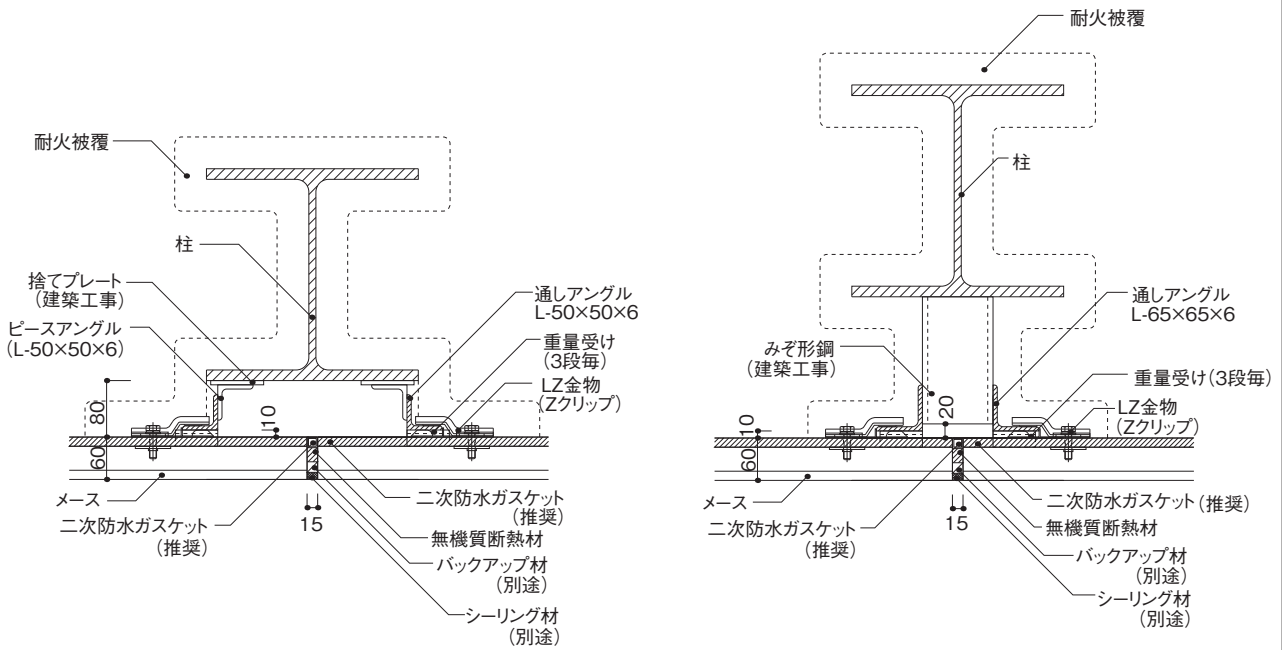 耐火被覆
柱
捨てプレート
(建築工事)
ピースアングル
(L-50×50×6)
通しアングル
L-50×50×6
重量受け
(3段毎)
LZ金物
(Zクリップ)
80
10
60
メース
二次防水ガスケット
(推奨)
15
二次防水ガスケット
(推奨)
無機質断熱材
バックアップ材
(別途)
シーリング材
(別途)
耐火被覆
柱
通しアングル
L-65×65×6
みぞ形鋼
(建築工事)
重量受け(3段毎)
LZ金物
(Zクリップ)
20
10
60
メース
二次防水ガスケット
(推奨)
15
二次防水ガスケット(推奨)
無機質断熱材
バックアップ材
(別途)
シーリング材
(別途)